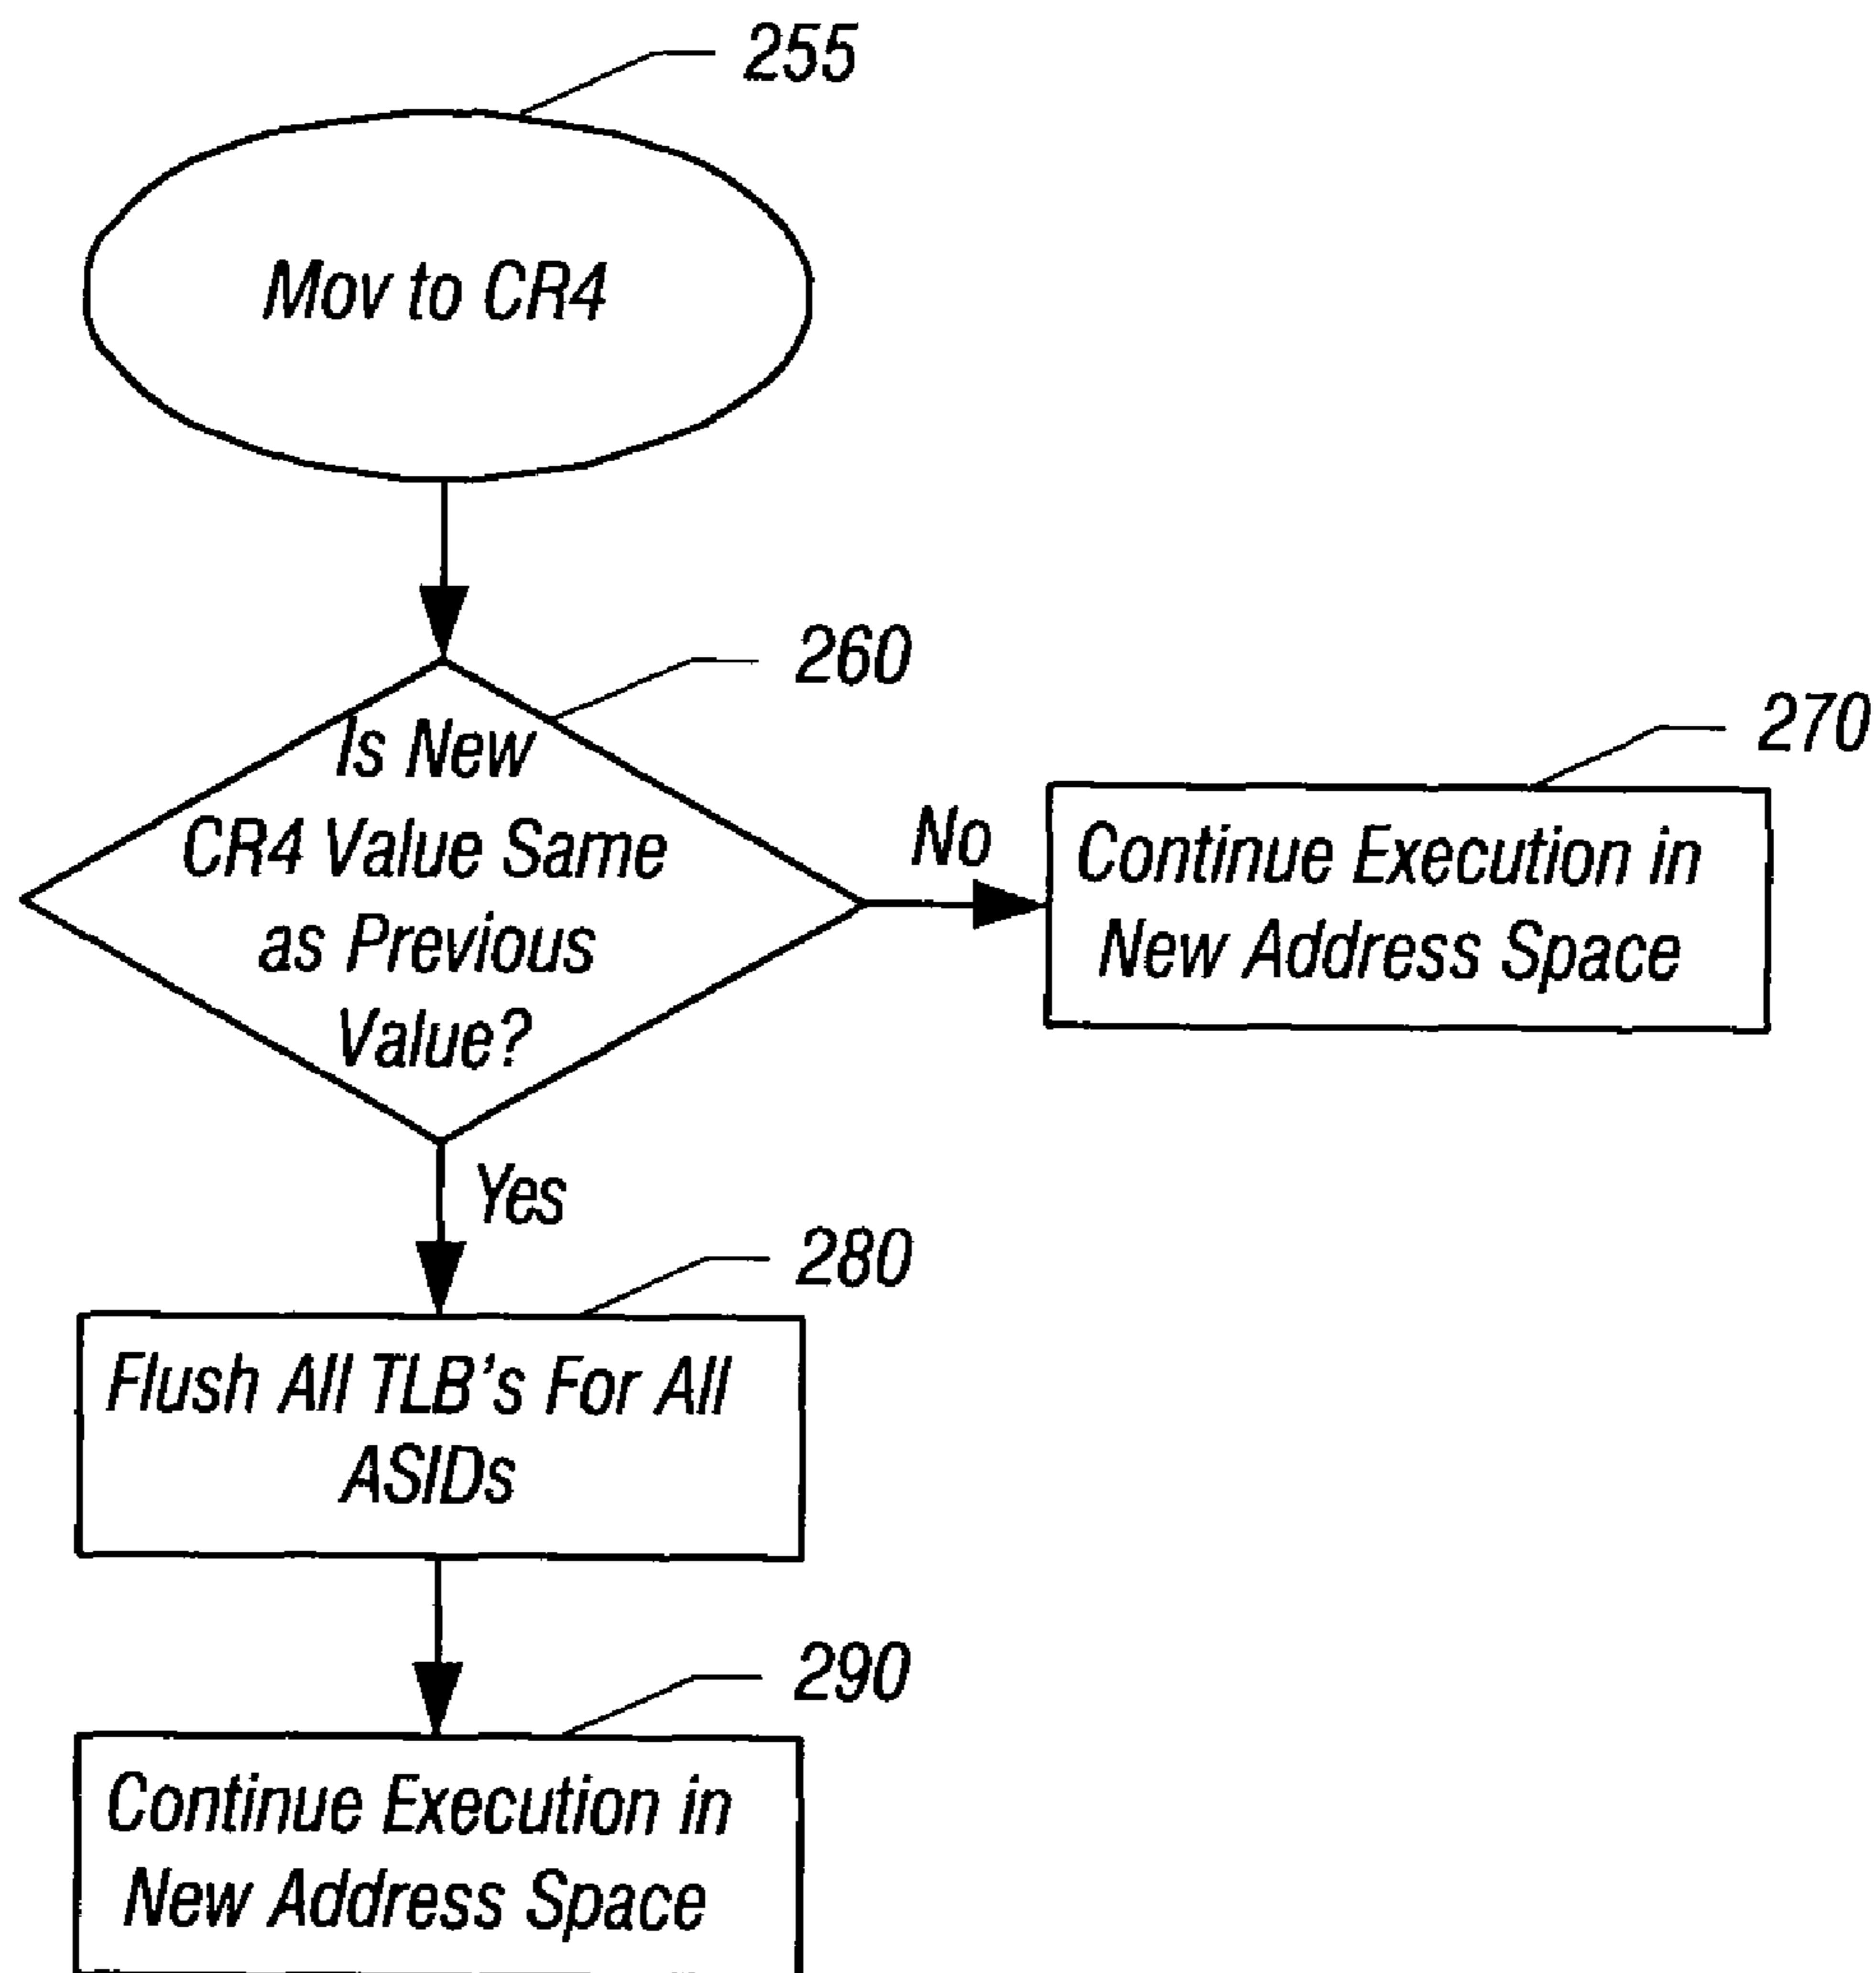 255
Mov to CR4
260
Is New
CR4 Value Same
as Previous
Value?
No
270
Continue Execution in
New Address Space
Yes
280
Flush All TLB's For All
ASIDs
290
Continue Execution in
New Address Space